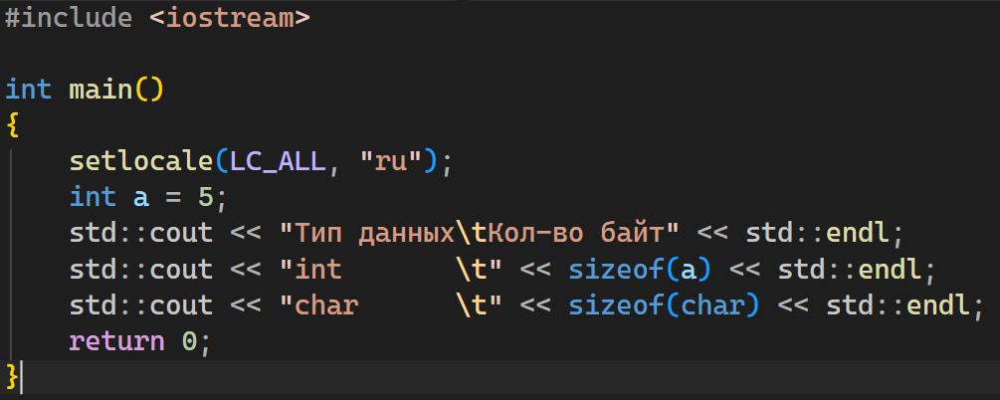 #include <iostream>
int main()
{
    setlocale(LC_ALL, "ru");
    int a = 5;
    std::cout << "Тип данных\tКол-во байт" << std::endl;
    std::cout << "int       \t" << sizeof(a) << std::endl;
    std::cout << "char      \t" << sizeof(char) << std::endl;
    return 0;
}